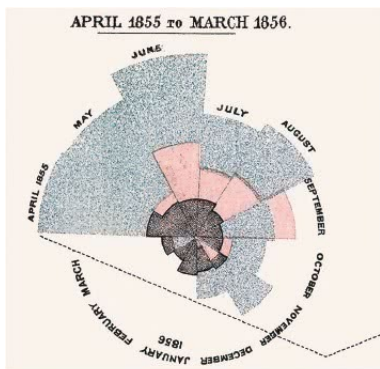 APRIL 1855 TO MARCH 1856.
APRIL 1855
MAY
JUNE
JULY
AUGUST
SEPTEMBER
OCTOBER
NOVEMBER
DECEMBER
JANUARY
1856
FEBRUARY
MARCH